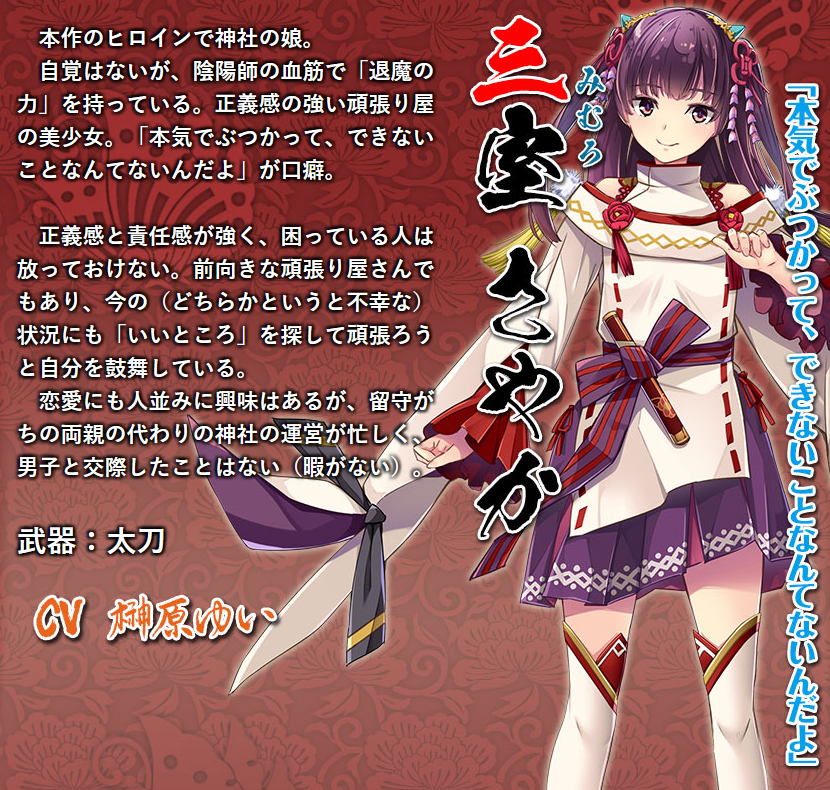 本作のヒロインで神社の娘。
自覚はないが、陰陽師の血筋で「退魔の
力」を持っている。正義感の強い頑張り屋
の美少女。「本気でぶつかって、できない
ことなんてないんだよ」が口癖。
正義感と責任感が強く、困っている人は
放っておけない。前向きな頑張り屋さんで
もあり、今の（どちらかというと不幸な）
状況にも「いいところ」を探して頑張ろう
と自分を鼓舞している。
恋愛にも人並みに興味はあるが、留守が
ちの両親の代わりの神社の運営が忙しく、
男子と交際したことはない（暇がない）。
武器：太刀
CV 榊原ゆい
三室 さやか
みむろ
「本気でぶつかって、できないことなんてないんだよ」